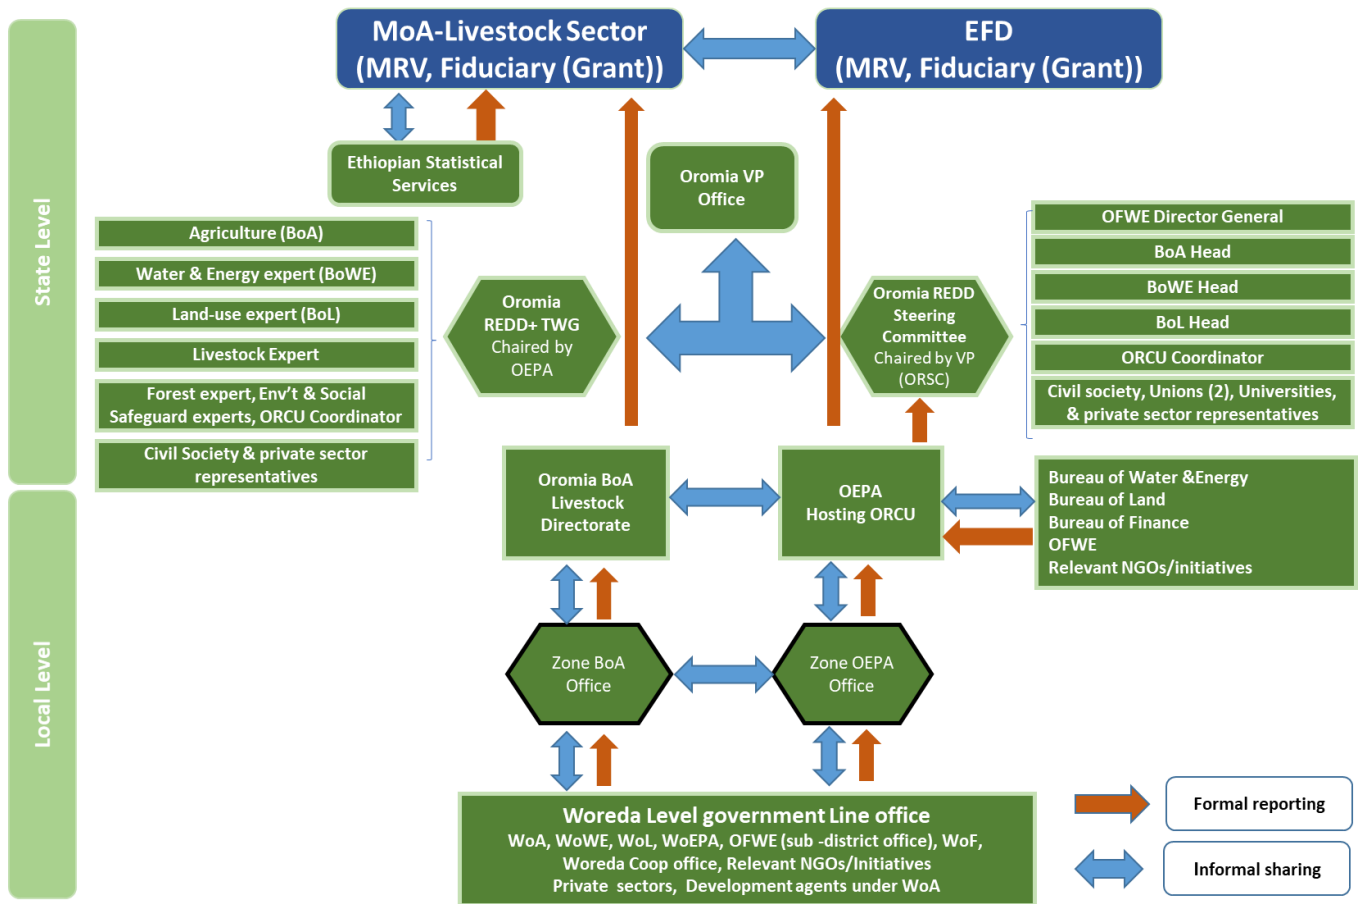 MoA-Livestock Sector
(MRV, Fiduciary (Grant))
EFD
(MRV, Fiduciary (Grant))
State Level
Ethiopian Statistical
Services
Oromia VP
Office
Agriculture (BoA)
Water & Energy expert (BoWE)
Land-use expert (BoL)
Livestock Expert
Forest expert, Env't & Social
Safeguard experts, ORCU Coordinator
Civil Society & private sector
representatives
Oromia
REDD+ TWG
Chaired by
OEPA
Oromia REDD
Steering
Committee
Chaired by VP
(ORSC)
OFWE Director General
BoA Head
BoWE Head
BoL Head
ORCU Coordinator
Civil society, Unions (2), Universities,
& private sector representatives
Local Level
Oromia BoA
Livestock
Directorate
OEPA
Hosting ORCU
Bureau of Water &Energy
Bureau of Land
Bureau of Finance
OFWE
Relevant NGOs/initiatives
Zone BoA
Office
Zone OEPA
Office
Woreda Level government Line office
WoA, WoWE, WoL, WoEPA, OFWE (sub -district office), WoF,
Woreda Coop office, Relevant NGOs/Initiatives
Private sectors, Development agents under WoA
Formal reporting
Informal sharing